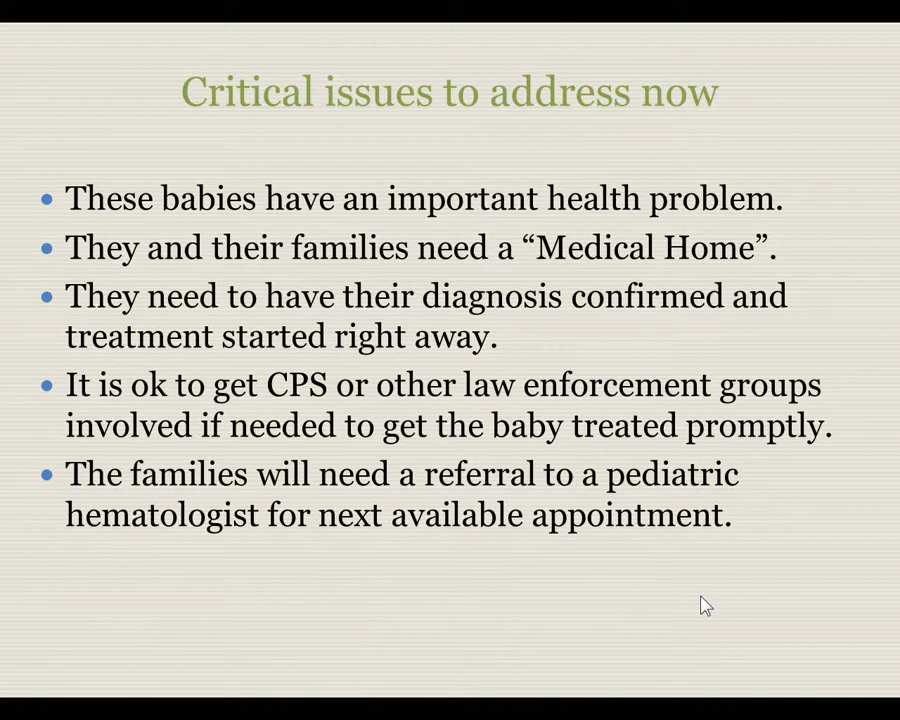 Critical issues to address now
• These babies have an important health problem.
• They and their families need a “Medical Home”.
• They need to have their diagnosis confirmed and
treatment started right away.
• It is ok to get CPS or other law enforcement groups
involved if needed to get the baby treated promptly.
• The families will need a referral to a pediatric
hematologist for next available appointment.